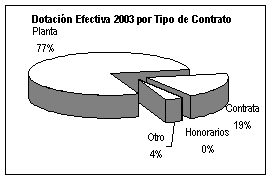 Dotación Efectiva 2003 por Tipo de Contrato
Planta
77%
Contrata
19%
Honorarios
0%
Otro
4%